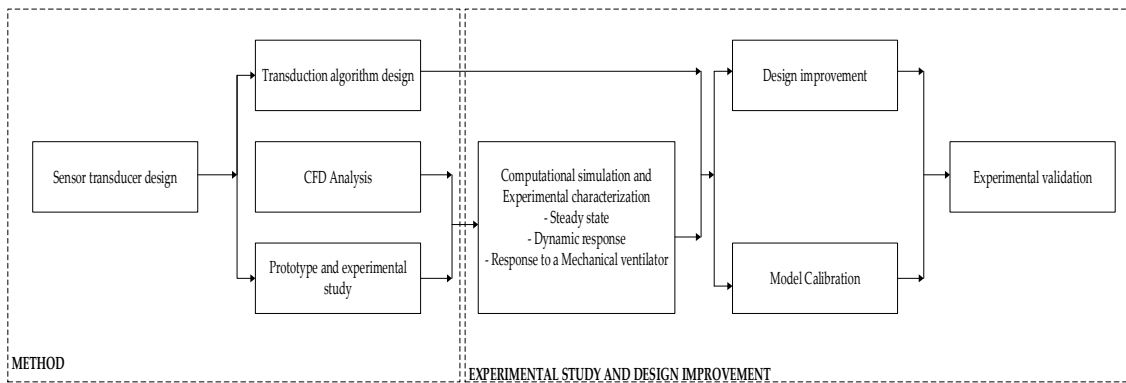 Transduction algorithm design
Sensor transducer design
CFD Analysis
Prototype and experimental
study
METHOD
Computational simulation and
Experimental characterization
- Steady state
- Dynamic response
- Response to a Mechanical ventilator
Design improvement
Model Calibration
Experimental validation
EXPERIMENTAL STUDY AND DESIGN IMPROVEMENT